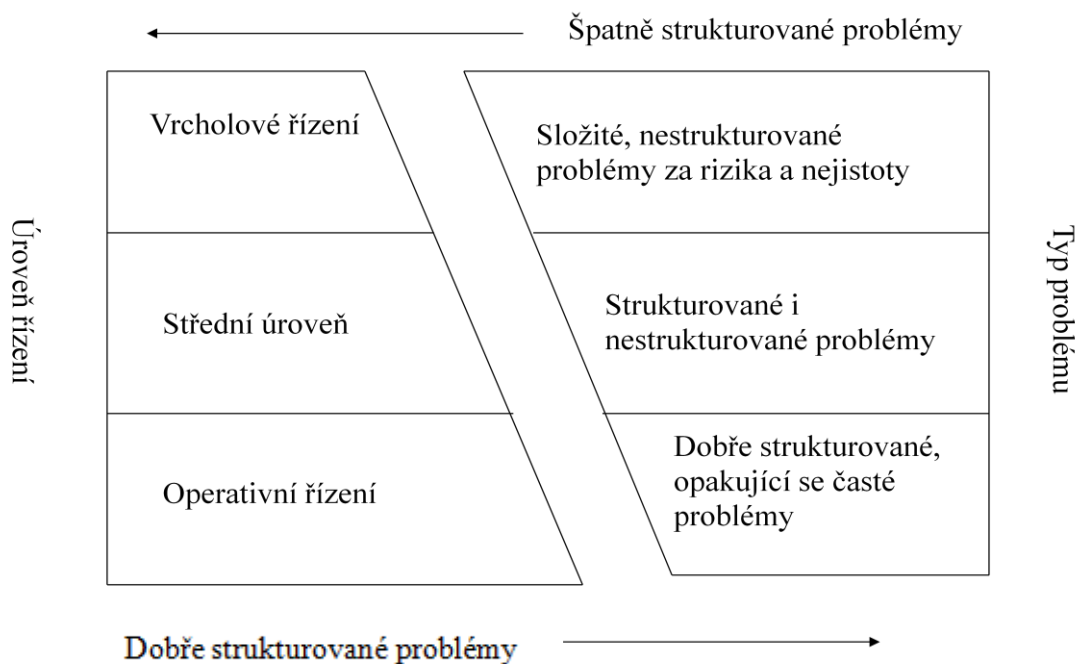 Špatně strukturované problémy
Vrcholové řízení
Složité, nestrukturované
problémy za rizika a nejistoty
Úroveň řízení
Typ problému
Střední úroveň
Strukturované i
nestrukturované problémy
Operativní řízení
Dobře strukturované,
opakující se časté
problémy
Dobře strukturované problémy